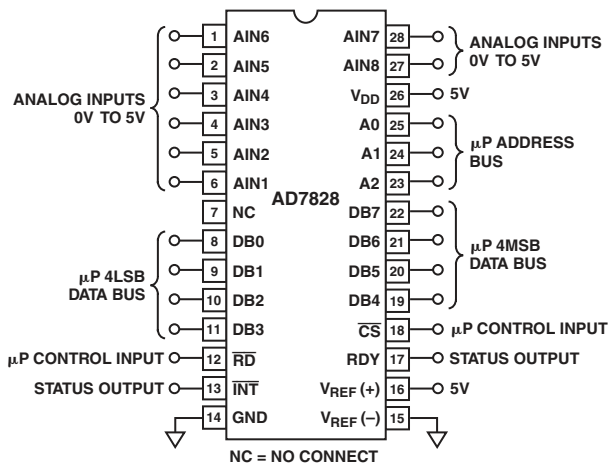 1 AIN6 AIN7 28
2 AIN5 AIN8 27
ANALOG INPUTS
0V TO 5V
ANALOG INPUTS
0V TO 5V
3 AIN4 VDD 26 5V
4 AIN3 A0 25
5 AIN2 A1 24
6 AIN1 A2 23
μP ADDRESS
BUS
AD7828
7 NC DB7 22
8 DB0 DB6 21
9 DB1 DB5 20
10 DB2 DB4 19
μP 4LSB
DATA BUS
μP 4MSB
DATA BUS
11 DB3 CS 18 μP CONTROL INPUT
μP CONTROL INPUT 12 RD RDY 17 STATUS OUTPUT
STATUS OUTPUT 13 INT VREF (+) 16 5V
14 GND VREF (–) 15
NC = NO CONNECT